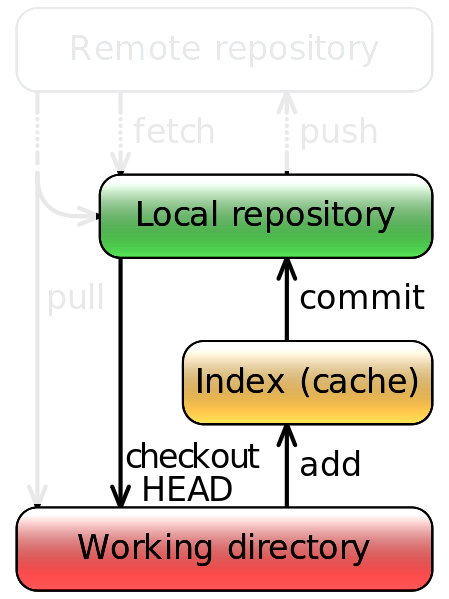 Remote repository
fetch
push
Local repository
pull
commit
Index (cache)
checkout
HEAD
add
Working directory